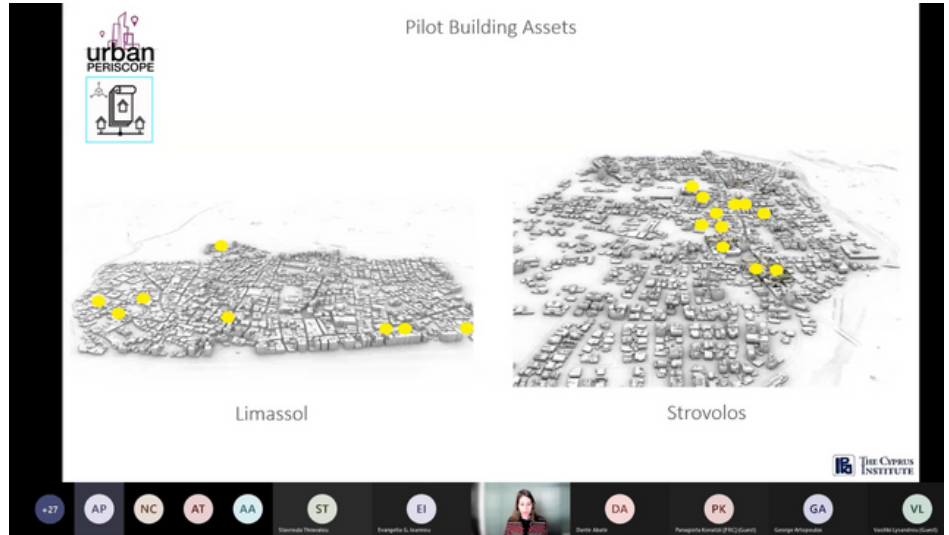 Pilot Building Assets
urban
PERISCOPE
Limassol
Strovolos
THE CYPRUS
INSTITUTE
+27
AP
NC
AT
AA
ST
EI
DA
PK
GA
VL
Stavroula Thravalou
Evangelia G. Ioannou
Dante Abate
Panagiota Konatzii (FRC) (Guest)
George Artopoulos
Vasiliki Lysandrou (Guest)